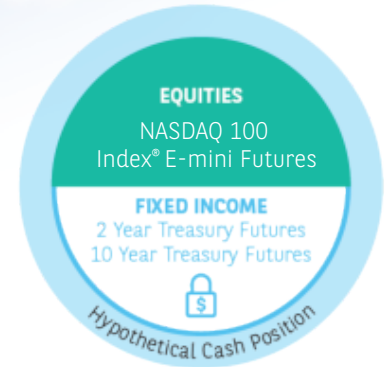 EQUITIES
NASDAQ 100
Index® E-mini Futures
FIXED INCOME
2 Year Treasury Futures
10 Year Treasury Futures
$
Hypothetical Cash Position